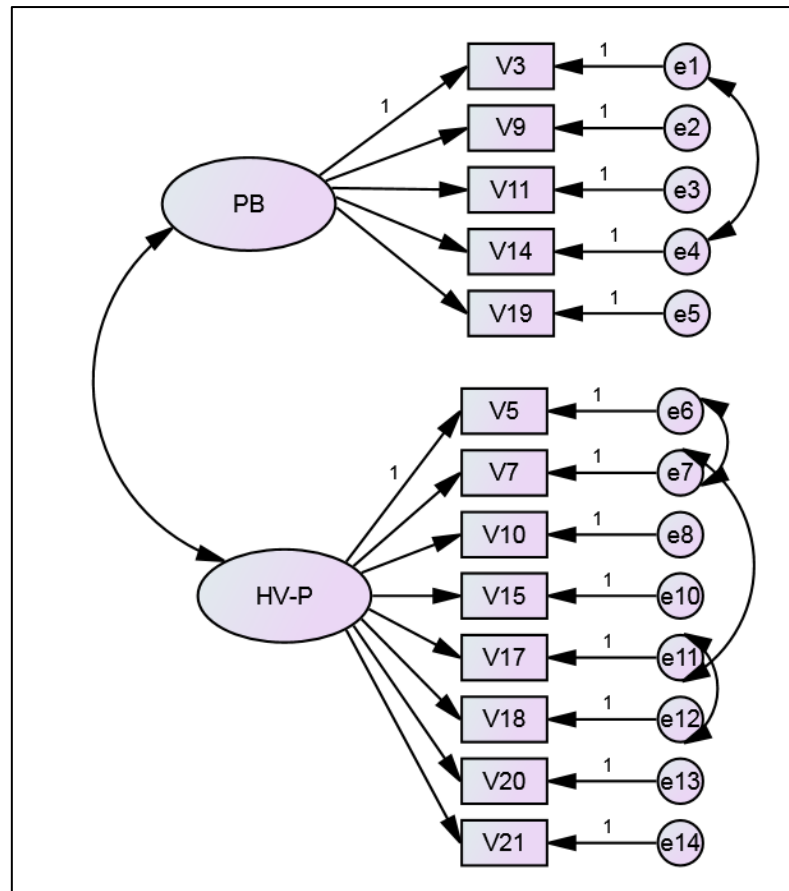 V3 1 e1
1
V9 1 e2
PB V11 1 e3
V14 1 e4
V19 1 e5
V5 1 e6
1 V7 1 e7
V10 1 e8
HV-P V15 1 e10
V17 1 e11
V18 1 e12
V20 1 e13
V21 1 e14